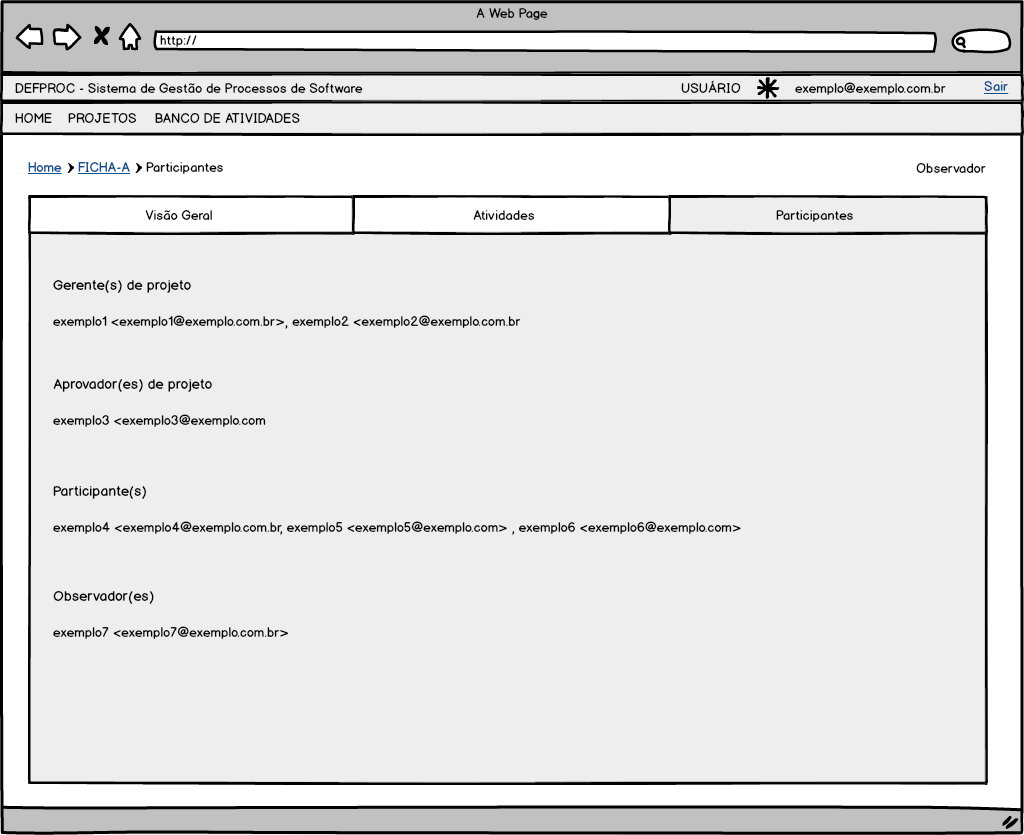 A Web Page
http://
DEFPROC - Sistema de Gestão de Processos de Software USUÁRIO exemplo@exemplo.com.br Sair
HOME PROJETOS BANCO DE ATIVIDADES
Home > FICHA-A > Participantes Observador
Visão Geral Atividades Participantes
Gerente(s) de projeto
exemplo1 <exemplo1@exemplo.com.br>, exemplo2 <exemplo2@exemplo.com.br
Aprovador(es) de projeto
exemplo3 <exemplo3@exemplo.com
Participante(s)
exemplo4 <exemplo4@exemplo.com.br, exemplo5 <exemplo5@exemplo.com> , exemplo6 <exemplo6@exemplo.com>
Observador(es)
exemplo7 <exemplo7@exemplo.com.br>